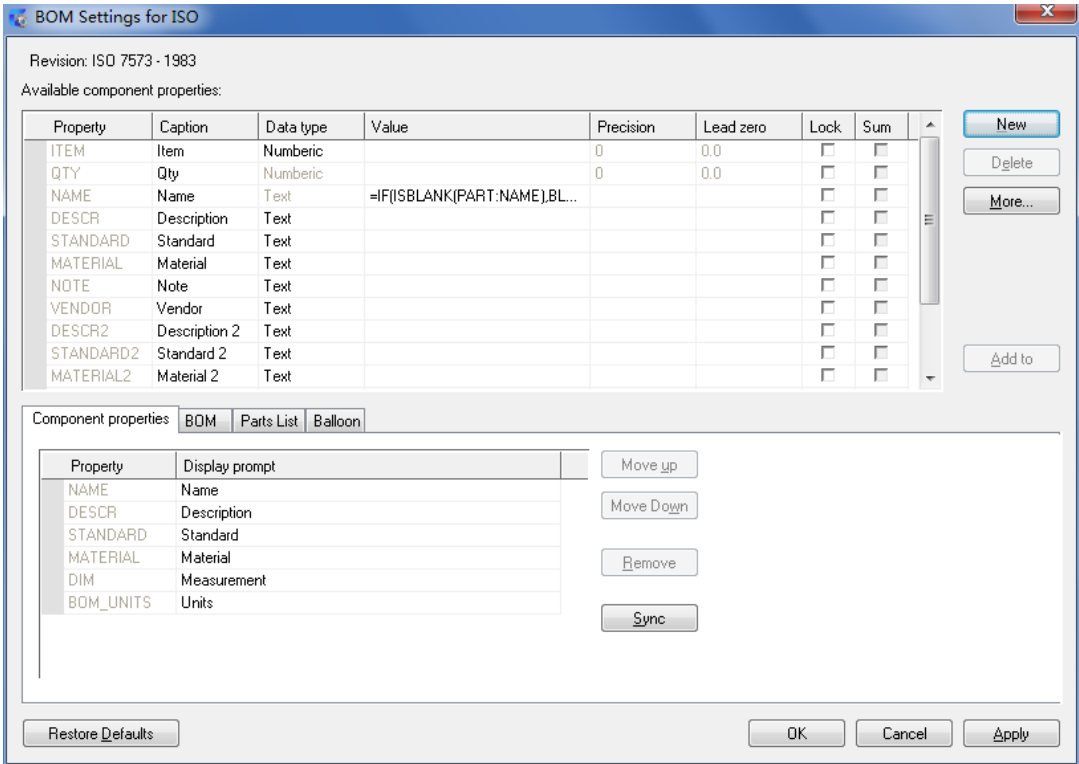 BOM Settings for ISO
Revision: ISO 7573 - 1983
Available component properties:
Property Caption Data type Value Precision Lead zero Lock Sum
ITEM Item Numberic 0 0.0
QTY Qty Numberic 0 0.0
NAME Name Text =IF(ISBLANK(PART:NAME),BL...
DESCR Description Text
STANDARD Standard Text
MATERIAL Material Text
NOTE Note Text
VENDOR Vendor Text
DESCR2 Description 2 Text
STANDARD2 Standard 2 Text
MATERIAL2 Material 2 Text
New
Delete
More...
Add to
Component properties BOM Parts List Balloon
Property Display prompt
NAME Name
DESCR Description
STANDARD Standard
MATERIAL Material
DIM Measurement
BOM_UNITS Units
Move up
Move Down
Remove
Sync
Restore Defaults OK Cancel Apply